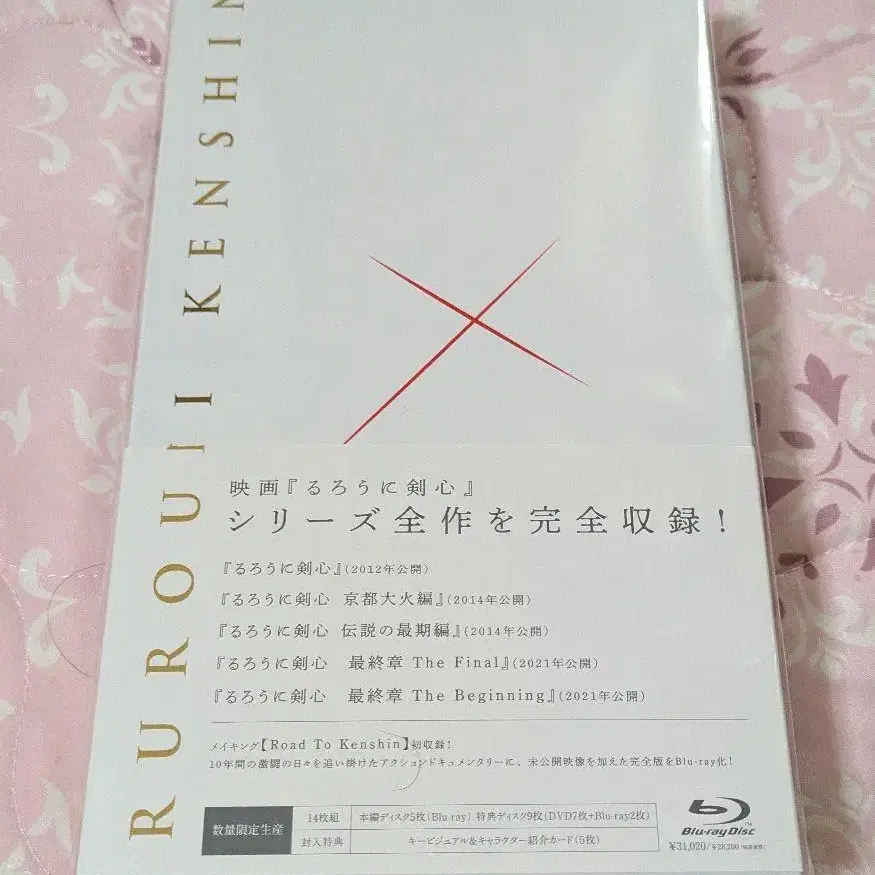 RUROUNI KENSHIN
映画『るろうに剣心』
シリーズ全作を完全収録!
『るろうに剣心』(2012年公開)
『るろうに剣心 京都大火編』(2014年公開)
『るろうに剣心 伝説の最期編』(2014年公開)
『るろうに剣心 最終章 The Final』(2021年公開)
『るろうに剣心 最終章 The Beginning』(2021年公開)
メイキング【Road To Kenshin】初収録!
10年間の激闘の日々を追い掛けたアクションドキュメンタリーに、未公開映像を加えた完全版をBlu-ray化!
数量限定生産
14枚組 本編ディスク5枚(Blu-ray) 特典ディスク9枚(DVD7枚+Blu-ray2枚)
封入特典 キービジュアル&キャラクター紹介カード(5枚)
Blu-ray Disc
¥31,020/¥28,200